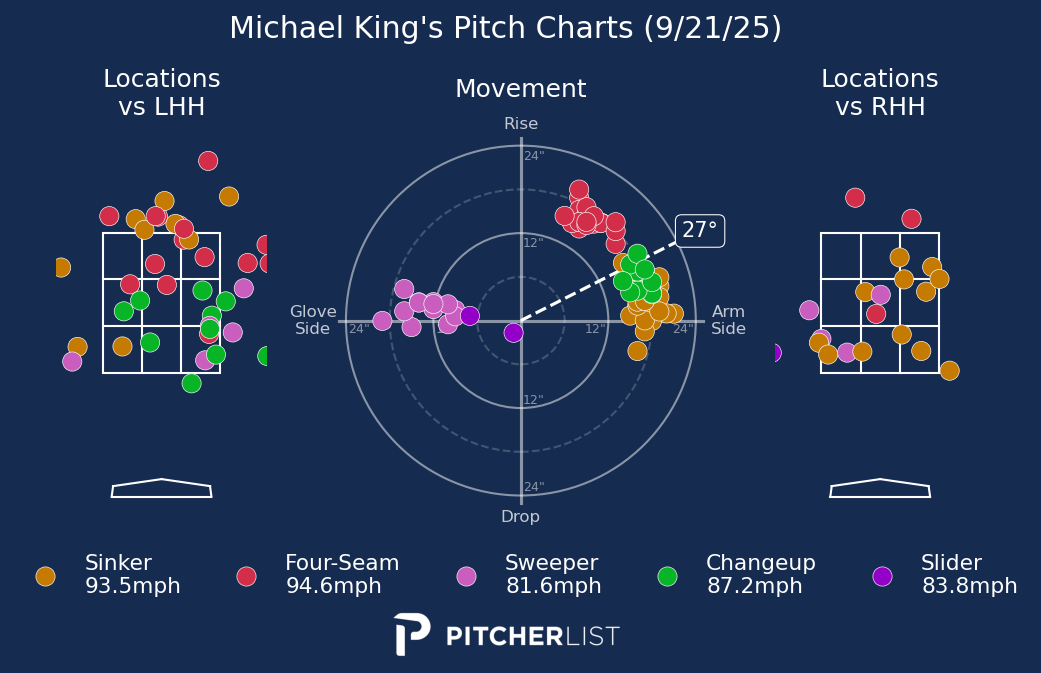 Michael King's Pitch Charts (9/21/25)
Locations
vs LHH
Movement
Locations
vs RHH
Rise
24"
27°
12"
Glove
Side
24"
12"
24"
Arm
Side
12"
24"
Drop
Sinker
93.5mph
Four-Seam
94.6mph
Sweeper
81.6mph
Changeup
87.2mph
Slider
83.8mph
PITCHERLIST